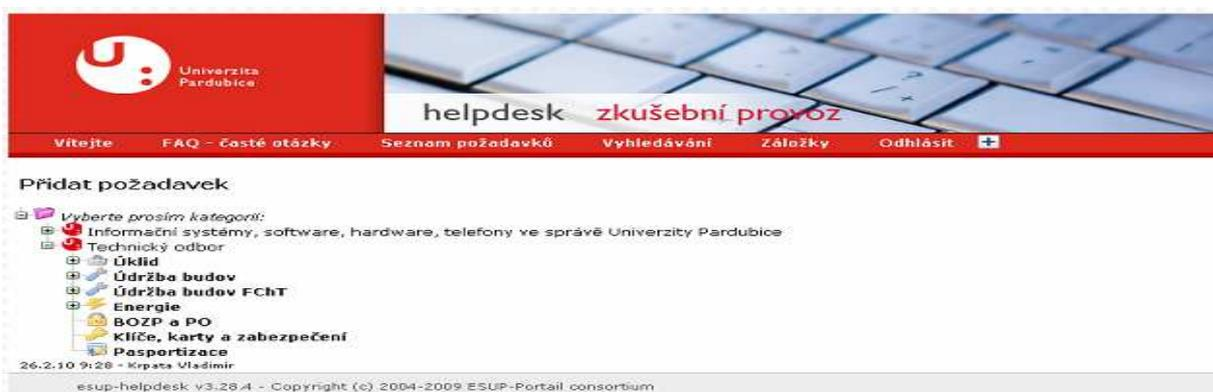 Univerzita
Pardubice
helpdesk zkušební provoz
Vítejte FAQ - časté otázky Seznam požadavků Vyhledávání Záložky Odhlásit
Přidat požadavek
Vyberte prosím kategorii:
Informační systémy, software, hardware, telefony ve správě Univerzity Pardubice
Technický odbor
Úklid
Údržba budov
Údržba budov FChT
Energie
BOZP a PO
Klíče, karty a zabezpečení
Pasportizace
26.2.10 9:28 - Krpata Vladimír
esup-helpdesk v3.28.4 - Copyright (c) 2004-2009 ESUP-Portail consortium